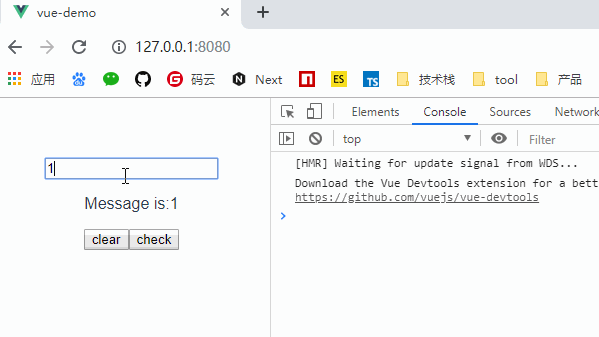 vue-demo
127.0.0.1:8080
应用 G 码云 N Next n ES TS 技术栈 tool 产品
1
Message is:1
clear check
Elements Console Sources Network
top Filter
[HMR] Waiting for update signal from WDS...
Download the Vue Devtools extension for a bett
https://github.com/vuejs/vue-devtools